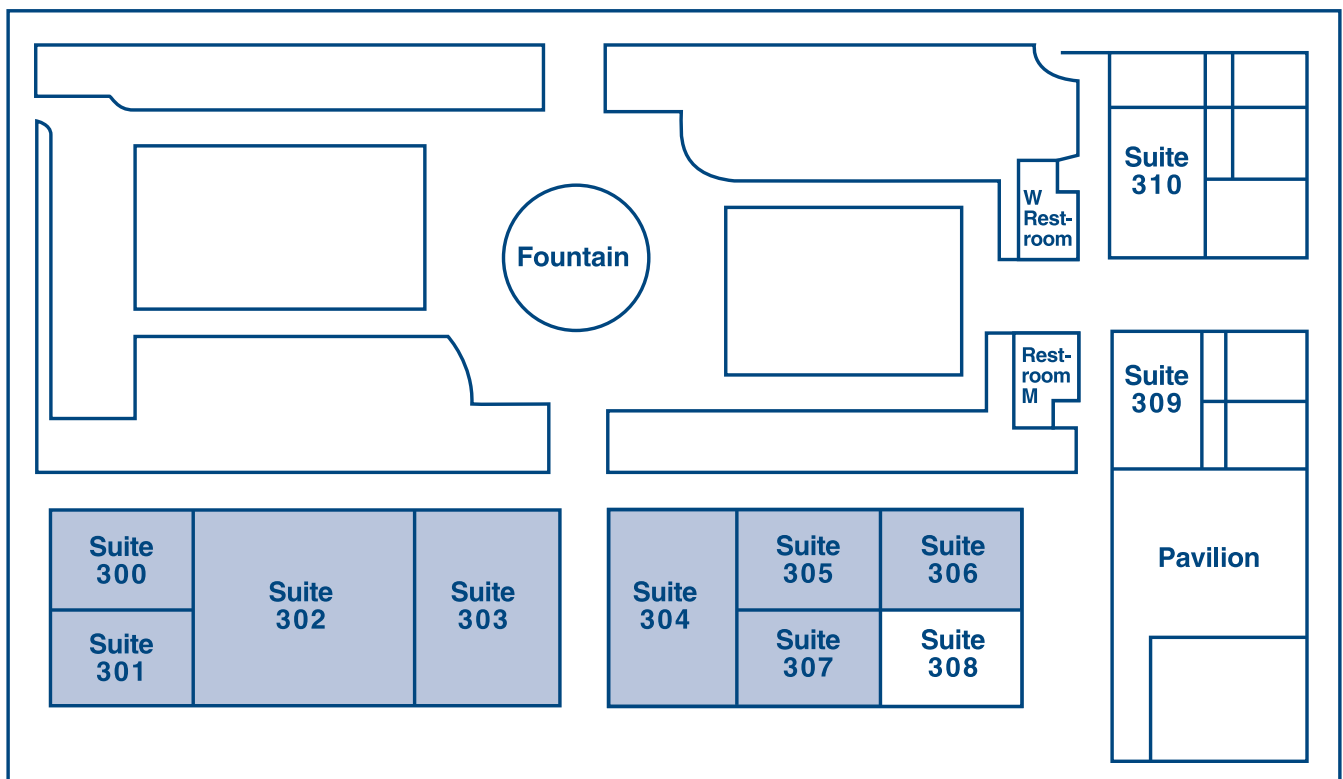 Suite
310
W
Rest-
room
Fountain
Rest-
room
M
Suite
309
Suite
300
Suite
301
Suite
302
Suite
303
Suite
304
Suite
305
Suite
306
Suite
307
Suite
308
Pavilion